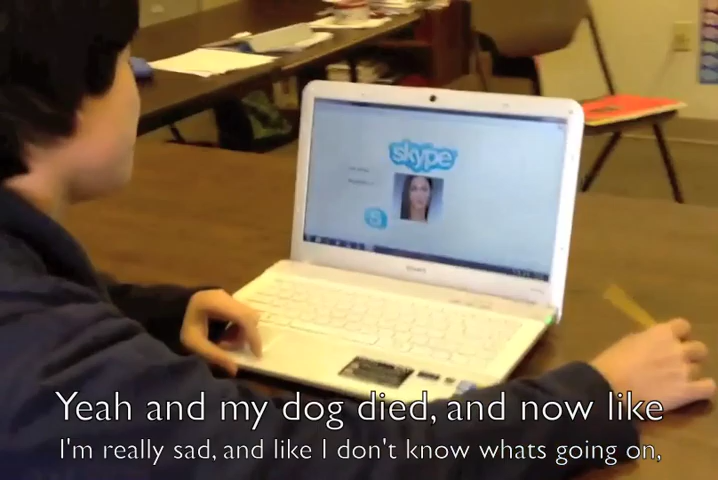 skype
S
Yeah and my dog died, and now like
I'm really sad, and like I don't know whats going on,